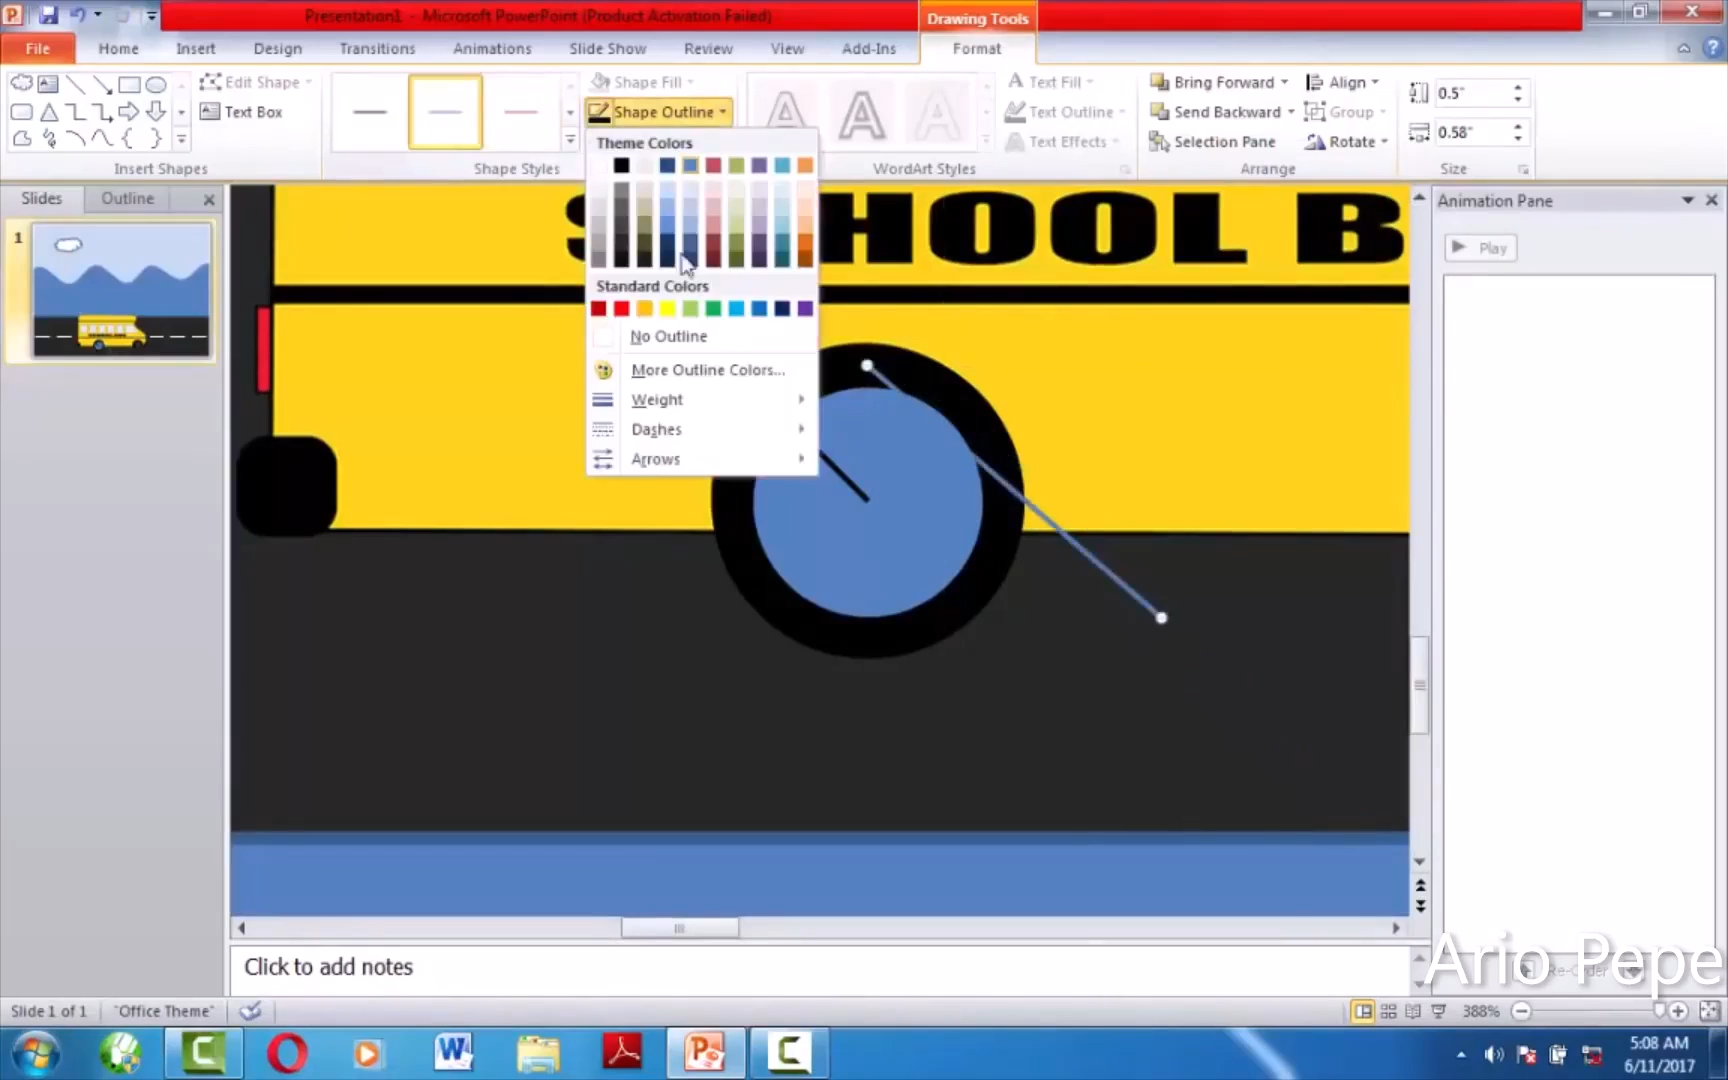 Presentation1 - Microsoft PowerPoint (Product Activation Failed)
Drawing Tools
File
Home
Insert
Design
Transitions
Animations
Slide Show
Review
View
Add-Ins
Format
Edit Shape
Text Box
Insert Shapes
Shape Styles
Shape Fill
Shape Outline
Text Fill
Text Outline
Text Effects
WordArt Styles
Bring Forward
Send Backward
Selection Pane
Align
Group
Rotate
Arrange
0.5"
0.58"
Size
Theme Colors
Standard Colors
No Outline
More Outline Colors...
Weight
Dashes
Arrows
Slides
Outline
1
HOOL B
Animation Pane
Play
Re-Order
Click to add notes
Ario Pepe
Slide 1 of 1
"Office Theme"
388%
5:08 AM
6/11/2017